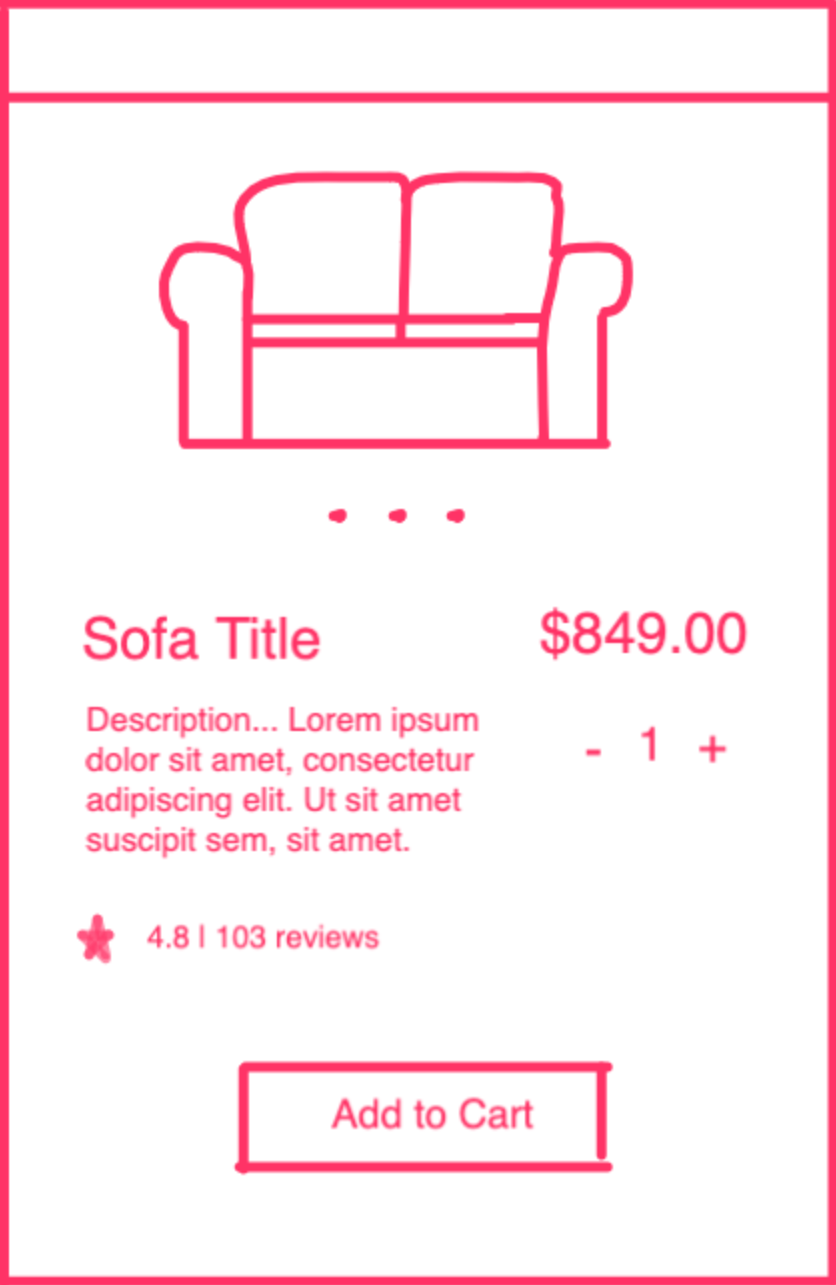 Sofa Title
$849.00
Description... Lorem ipsum
dolor sit amet, consectetur
adipiscing elit. Ut sit amet
suscipit sem, sit amet.
- 1 +
4.8 | 103 reviews
Add to Cart